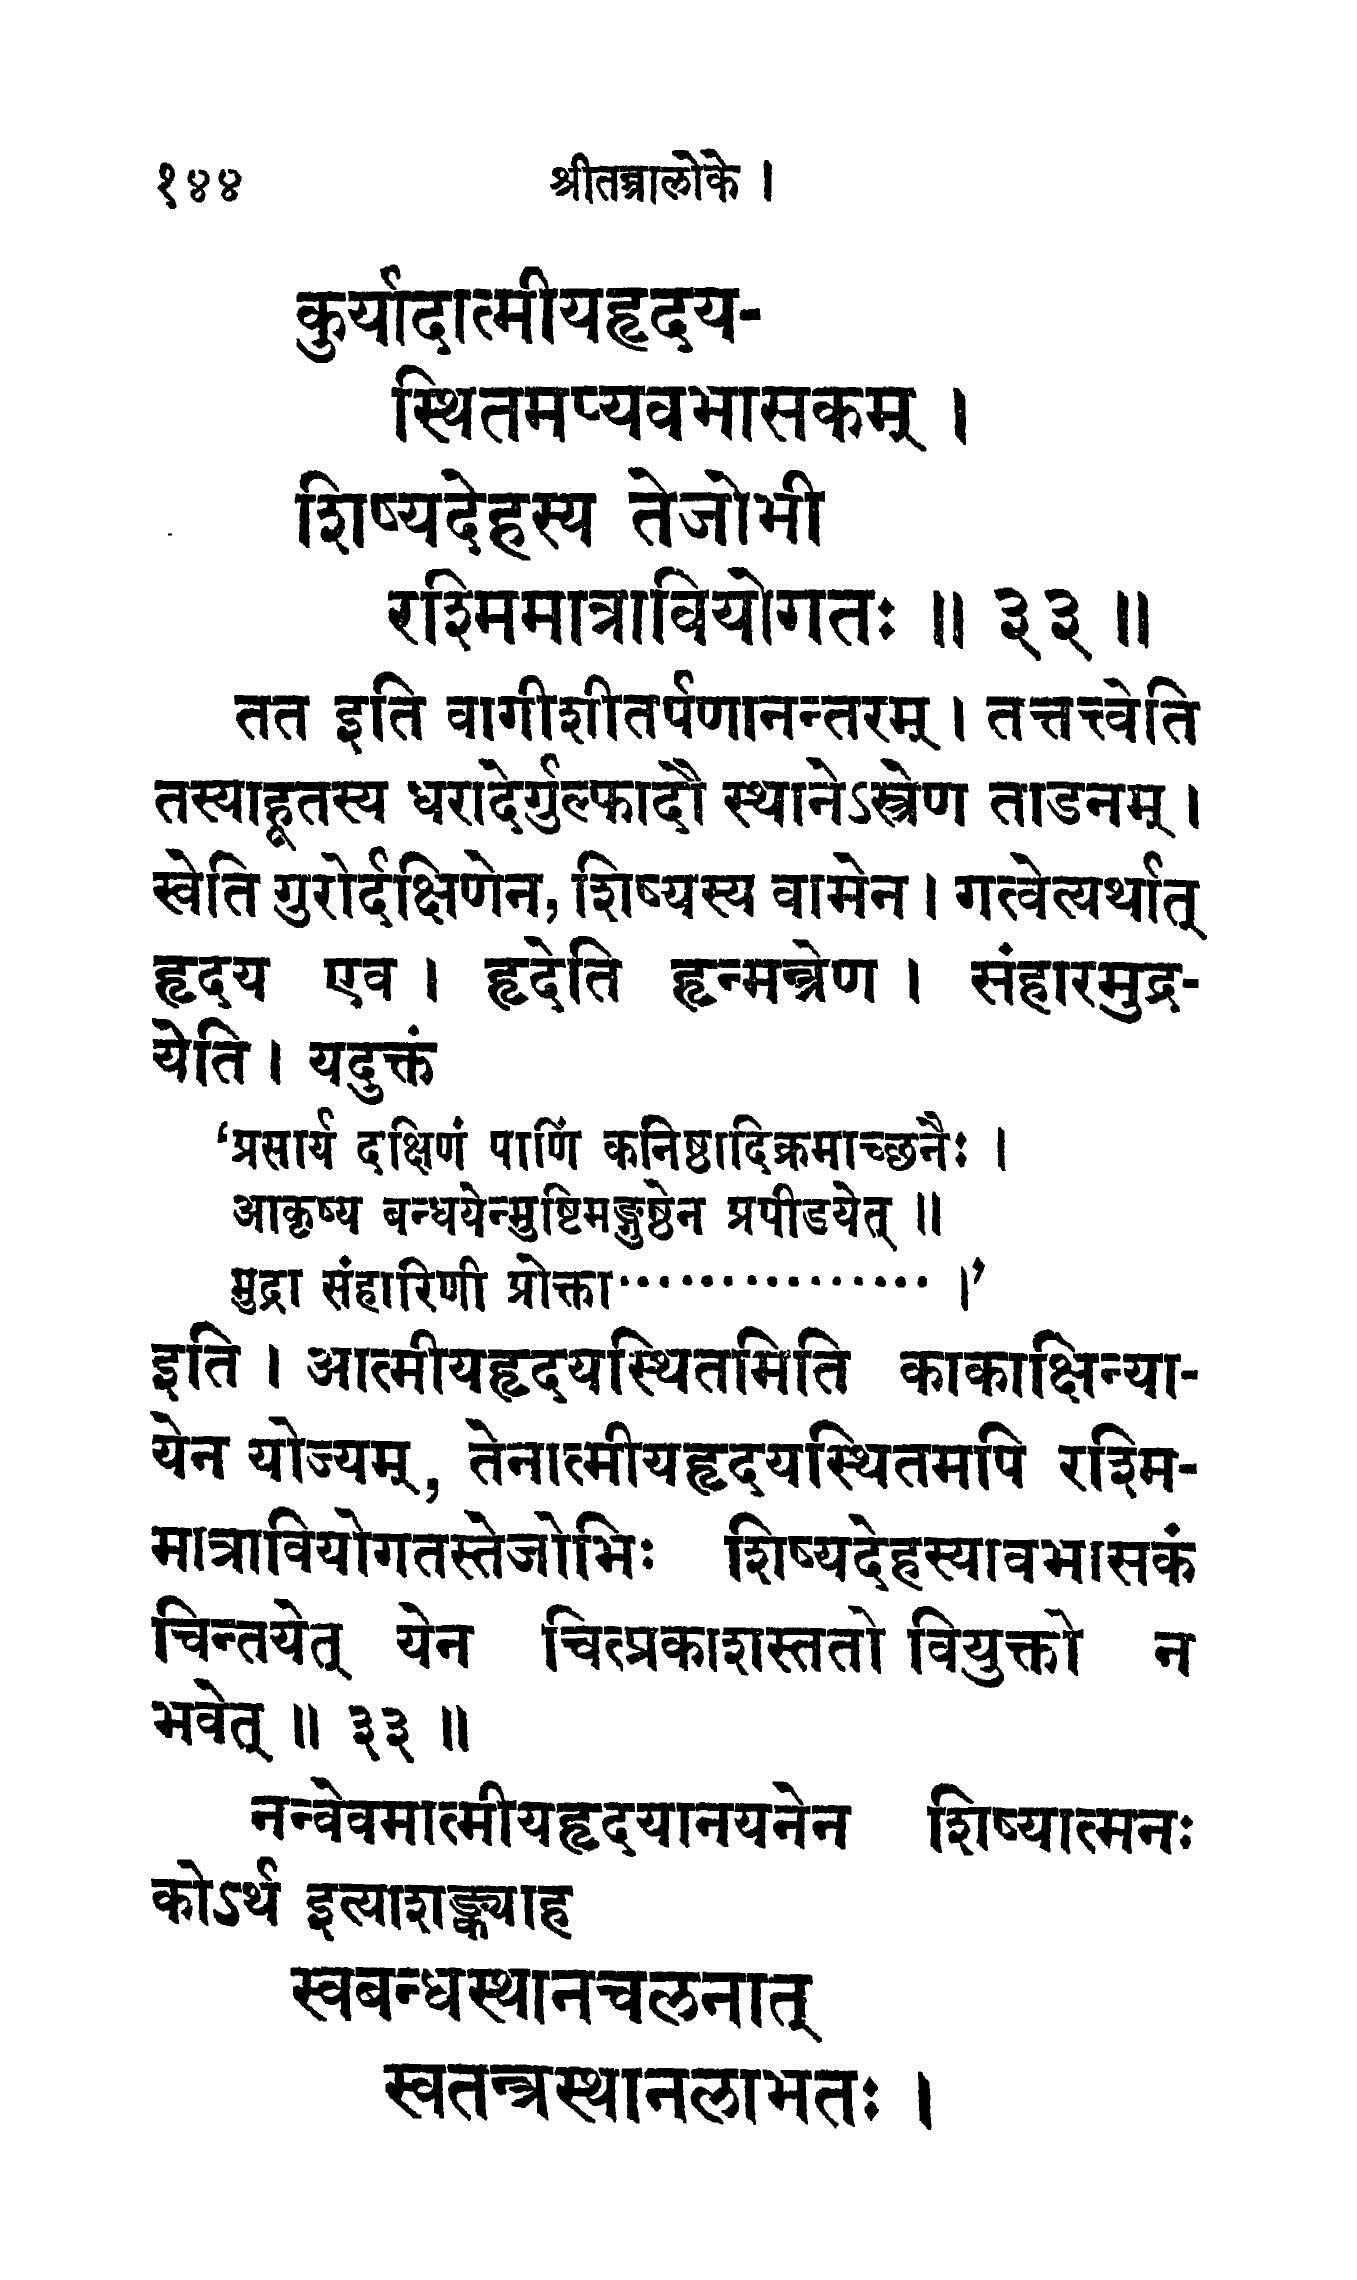 १४४ श्रीतन्त्रालोके ।
कुर्यादात्मीयहृदय-
स्थितमप्यवभासकम् ।
शिष्यदेहस्य तेजोभी
रश्मिमात्रावियोगतः ॥ ३३ ॥
तत इति वागीशीतर्पणानन्तरम् । तत्तत्त्वेति
तस्याहूतस्य धरादेर्गुल्फादौ स्थानेऽस्त्रेण ताडनम् ।
स्वेति गुरोर्दक्षिणेन, शिष्यस्य वामेन । गत्वेत्यर्थात्
हृदय एव । हृदेति हृन्मन्त्रेण । संहारमुद्र-
येति । यदुक्तं
‘प्रसार्य दक्षिणं पाणिं कनिष्ठादिक्रमाच्छनैः ।
आकृष्य बन्धयेन्मुष्टिमङ्गुष्ठेन प्रपीडयेत् ॥
मुद्रा संहारिणी प्रोक्ता··············· ।’
इति । आत्मीयहृदयस्थितमिति काकाक्षिन्या-
येन योज्यम्, तेनात्मीयहृदयस्थितमपि रश्मि-
मात्रावियोगतस्तेजोभिः शिष्यदेहस्यावभासकं
चिन्तयेत् येन चित्प्रकाशस्ततो वियुक्तो न
भवेत् ॥ ३३ ॥
नन्वेवमात्मीयहृदयानयनेन शिष्यात्मनः
कोऽर्थ इत्याशङ्क्याह
स्वबन्धस्थानचलनात्
स्वतन्त्रस्थानलाभतः ।